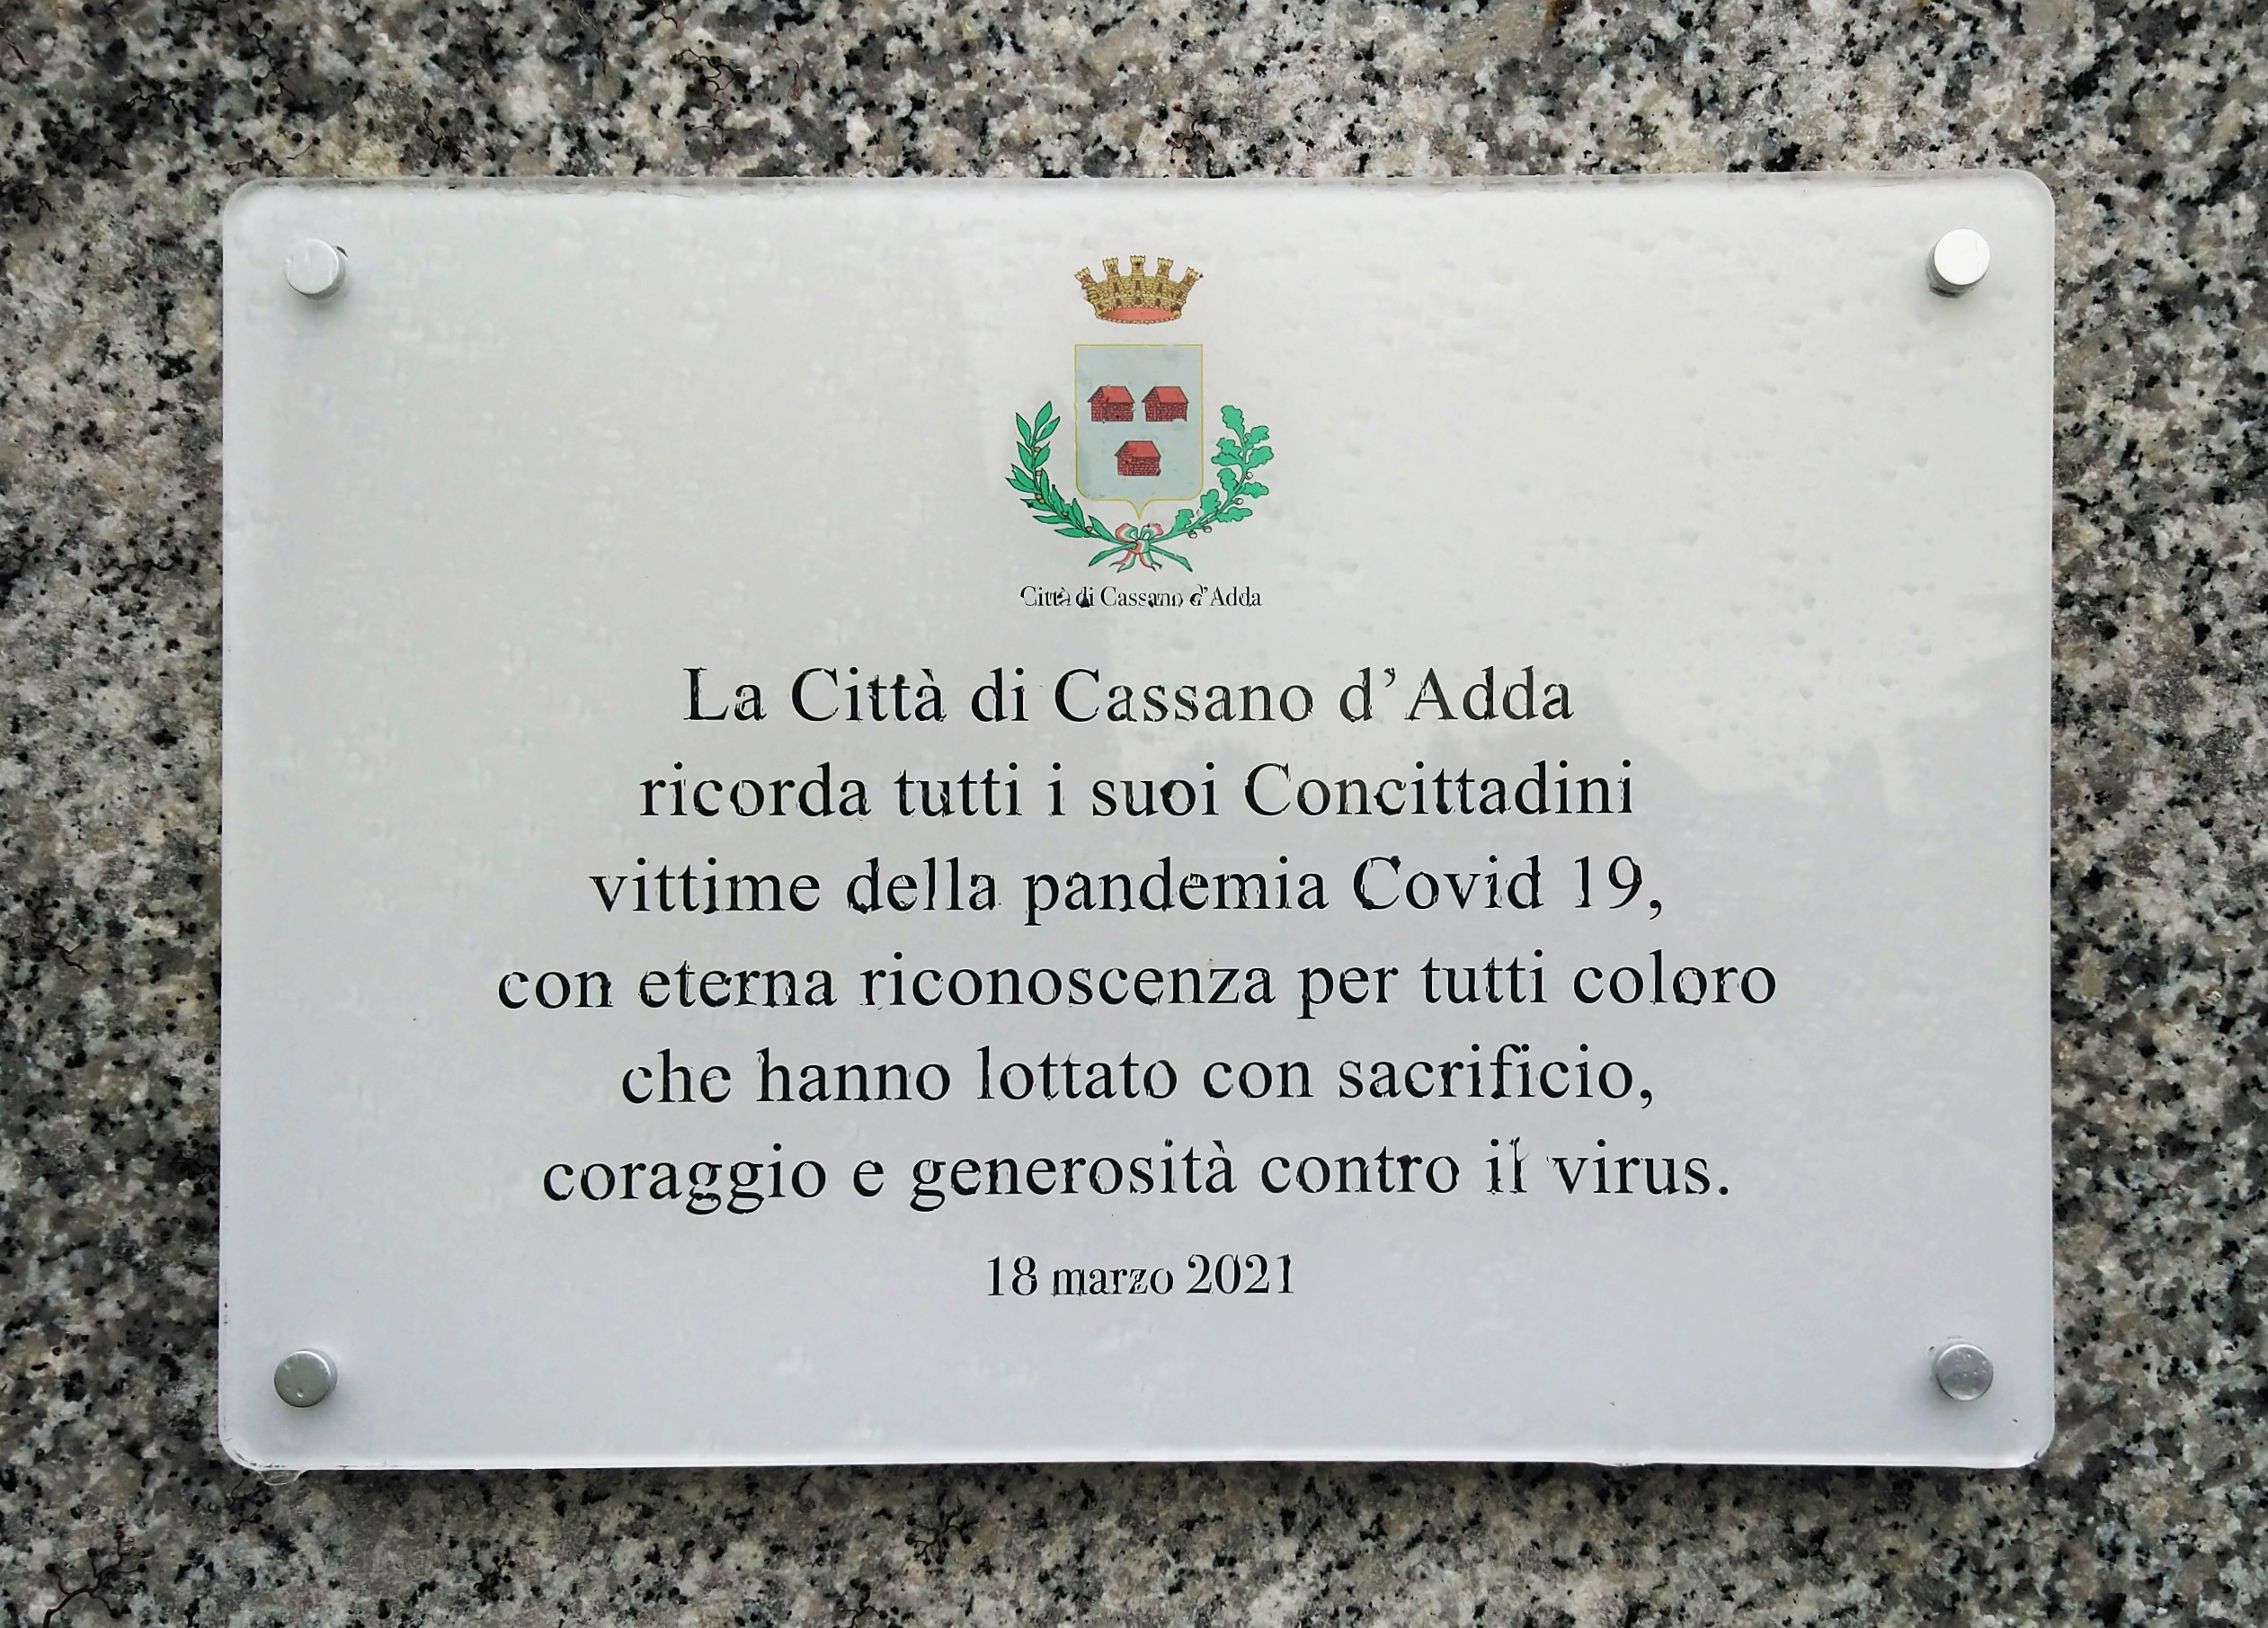 Città di Cassano d'Adda
La Città di Cassano d'Adda
ricorda tutti i suoi Concittadini
vittime della pandemia Covid 19,
con eterna riconoscenza per tutti coloro
che hanno lottato con sacrificio,
coraggio e generosità contro il virus.
18 marzo 2021